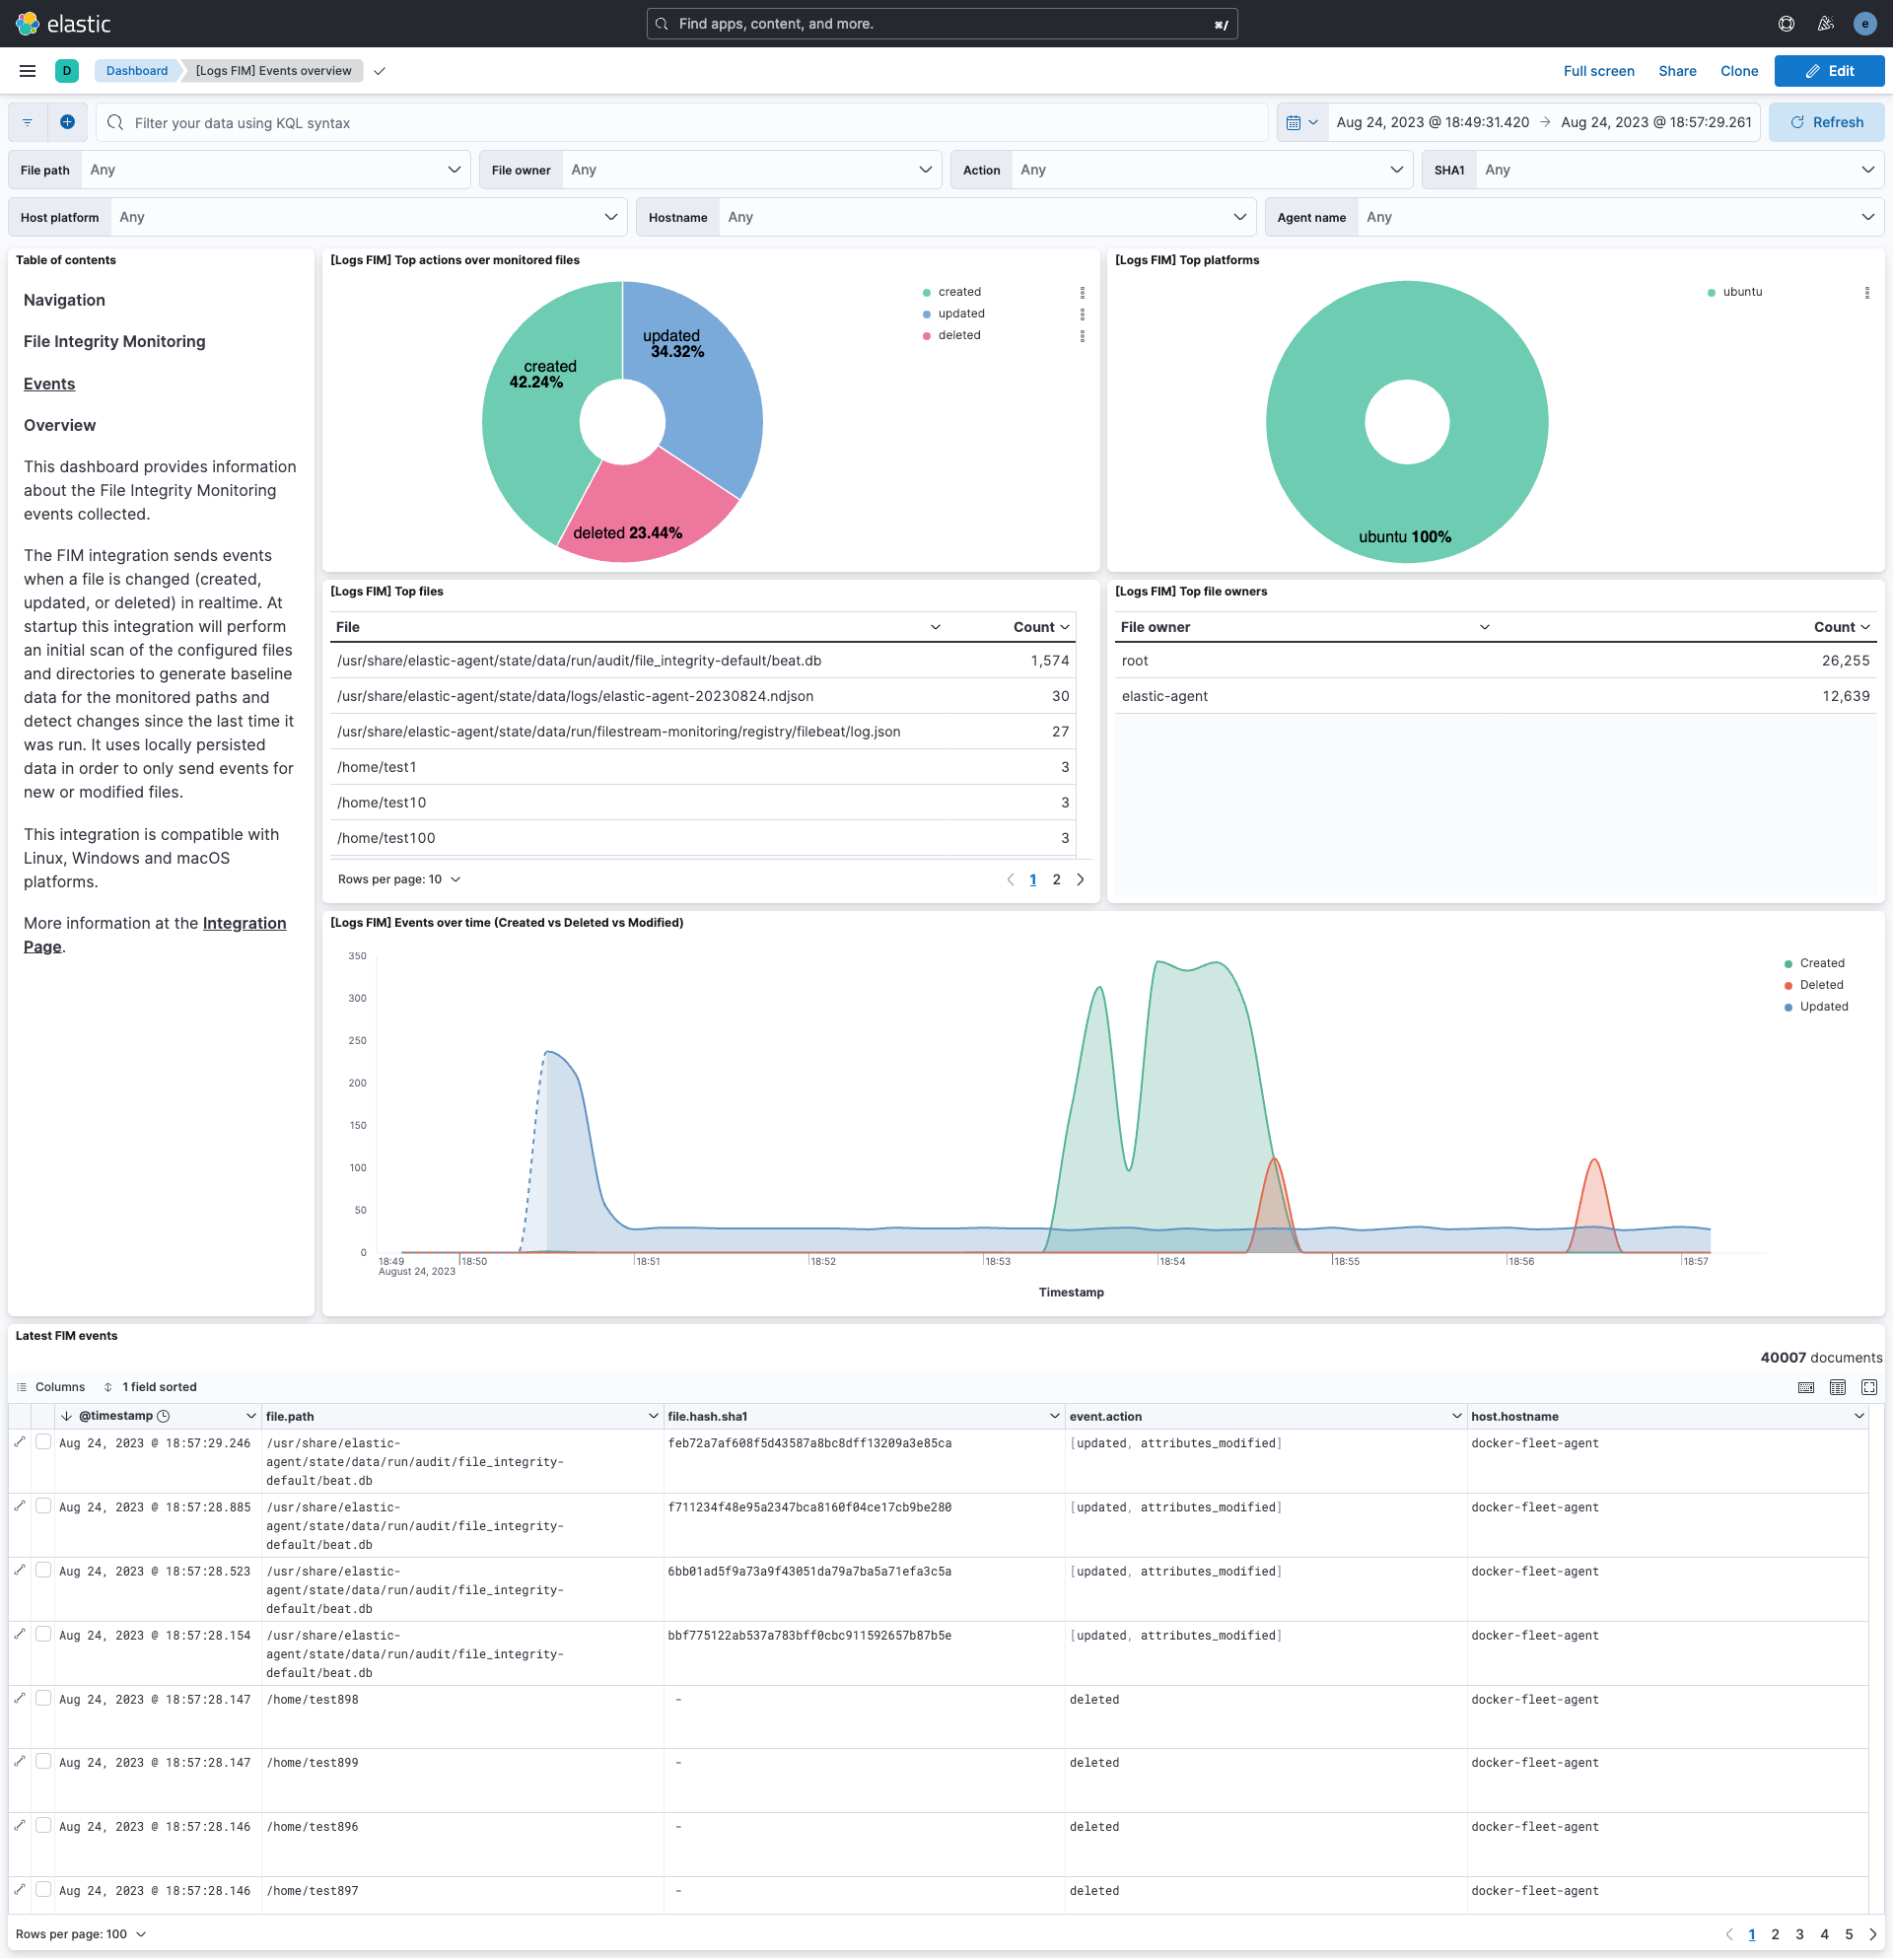 elastic
Find apps, content, and more.
⌘/
e
D
Dashboard
[Logs FIM] Events overview
Full screen
Share
Clone
Edit
Filter your data using KQL syntax
Aug 24, 2023 @ 18:49:31.420 → Aug 24, 2023 @ 18:57:29.261
Refresh
File path Any
File owner Any
Action Any
SHA1 Any
Host platform Any
Hostname Any
Agent name Any
Table of contents
Navigation
File Integrity Monitoring
Events
Overview
This dashboard provides information
about the File Integrity Monitoring
events collected.
The FIM integration sends events
when a file is changed (created,
updated, or deleted) in realtime. At
startup this integration will perform
an initial scan of the configured files
and directories to generate baseline
data for the monitored paths and
detect changes since the last time it
was run. It uses locally persisted
data in order to only send events for
new or modified files.
This integration is compatible with
Linux, Windows and macOS
platforms.
More information at the Integration
Page.
[Logs FIM] Top actions over monitored files
updated
34.32%
created
42.24%
deleted 23.44%
created
updated
deleted
[Logs FIM] Top platforms
ubuntu 100%
ubuntu
[Logs FIM] Top files
File Count
/usr/share/elastic-agent/state/data/run/audit/file_integrity-default/beat.db 1,574
/usr/share/elastic-agent/state/data/logs/elastic-agent-20230824.ndjson 30
/usr/share/elastic-agent/state/data/run/filestream-monitoring/registry/filebeat/log.json 27
/home/test1 3
/home/test10 3
/home/test100 3
Rows per page: 10
1 2
[Logs FIM] Top file owners
File owner Count
root 26,255
elastic-agent 12,639
[Logs FIM] Events over time (Created vs Deleted vs Modified)
350
300
250
200
150
100
50
0
18:49 18:50 18:51 18:52 18:53 18:54 18:55 18:56 18:57
August 24, 2023
Timestamp
Created
Deleted
Updated
Latest FIM events
40007 documents
Columns
1 field sorted
@timestamp file.path file.hash.sha1 event.action host.hostname
Aug 24, 2023 @ 18:57:29.246 /usr/share/elastic- feb72a7af608f5d43587a8bc8dff13209a3e85ca [updated, attributes_modified] docker-fleet-agent
agent/state/data/run/audit/file_integrity-
default/beat.db
Aug 24, 2023 @ 18:57:28.885 /usr/share/elastic- f711234f48e95a2347bca8160f04ce17cb9be280 [updated, attributes_modified] docker-fleet-agent
agent/state/data/run/audit/file_integrity-
default/beat.db
Aug 24, 2023 @ 18:57:28.523 /usr/share/elastic- 6bb01ad5f9a73a9f43051da79a7ba5a71efa3c5a [updated, attributes_modified] docker-fleet-agent
agent/state/data/run/audit/file_integrity-
default/beat.db
Aug 24, 2023 @ 18:57:28.154 /usr/share/elastic- bbf775122ab537a783bff0cbc911592657b87b5e [updated, attributes_modified] docker-fleet-agent
agent/state/data/run/audit/file_integrity-
default/beat.db
Aug 24, 2023 @ 18:57:28.147 /home/test898 - deleted docker-fleet-agent
Aug 24, 2023 @ 18:57:28.147 /home/test899 - deleted docker-fleet-agent
Aug 24, 2023 @ 18:57:28.146 /home/test896 - deleted docker-fleet-agent
Aug 24, 2023 @ 18:57:28.146 /home/test897 - deleted docker-fleet-agent
Rows per page: 100
1 2 3 4 5